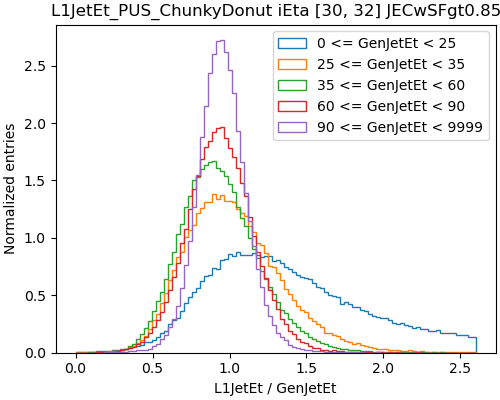 L1JetEt_PUS_ChunkyDonut iEta [30, 32] JECwSFgt0.85
0 <= GenJetEt < 25
25 <= GenJetEt < 35
35 <= GenJetEt < 60
60 <= GenJetEt < 90
90 <= GenJetEt < 9999
Normalized entries
2.5
2.0
1.5
1.0
0.5
0.0
0.0 0.5 1.0 1.5 2.0 2.5
L1JetEt / GenJetEt